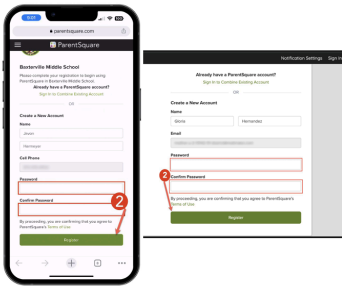 5:07
parentsquare.com
ParentSquare
Baxterville Middle School
Please complete your registration to begin using
ParentSquare in Baxterville Middle School.
Already have a ParentSquare account?
Sign In to Combine Existing Account
OR
Create a New Account
Name
Jason
Cell Phone
Password
Confirm Password
2
By proceeding, you are confirming that you agree to
ParentSquare's Terms of Use.
Register
Notification Settings Sign In
Already have a ParentSquare account?
Sign In to Combine Existing Account
OR
Create a New Account
Name
Gloria Hernandez
Email
Password
2
Confirm Password
By proceeding, you are confirming that you agree to ParentSquare's
Terms of Use
Register